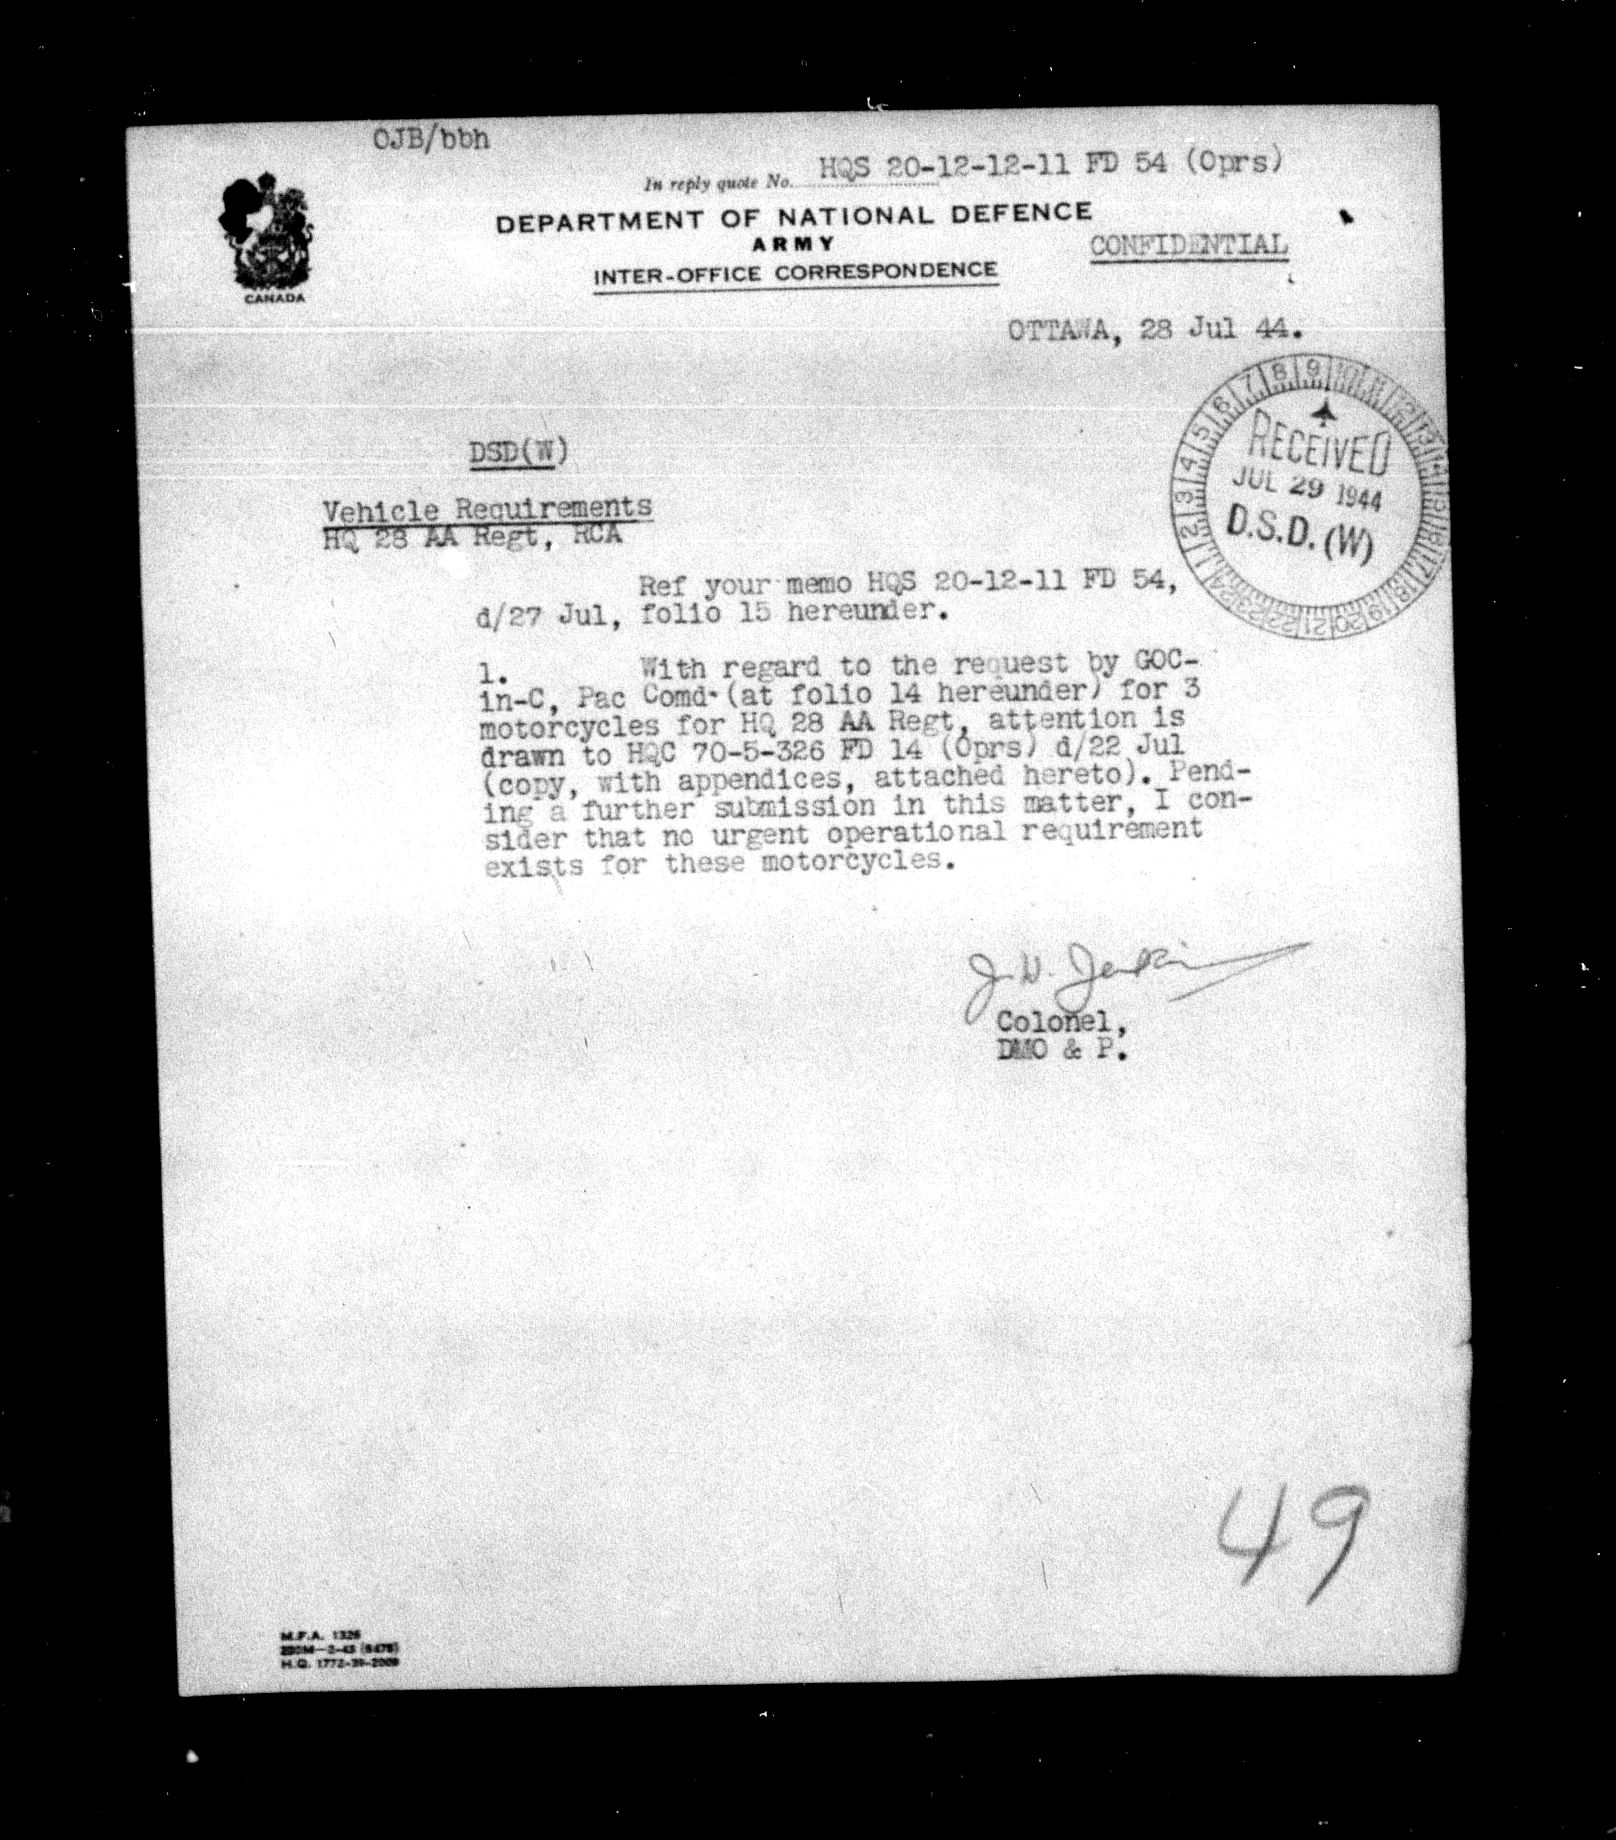 OJB/bbh
In reply quote No. HQS 20-12-12-11 FD 54 (Oprs)
DEPARTMENT OF NATIONAL DEFENCE
ARMY
CONFIDENTIAL
INTER-OFFICE CORRESPONDENCE
CANADA
OTTAWA, 28 Jul 44.
RECEIVED
JUL 29 1944
D.S.D. (W)
DSD(W)
Vehicle Requirements
HQ 28 AA Regt, RCA
Ref your memo HQS 20-12-11 FD 54,
d/27 Jul, folio 15 hereunder.
1. With regard to the request by GOC-
in-C, Pac Comd (at folio 14 hereunder) for 3
motorcycles for HQ 28 AA Regt, attention is
drawn to HQC 70-5-326 FD 14 (Oprs) d/22 Jul
(copy, with appendices, attached hereto). Pend-
ing a further submission in this matter, I con-
sider that no urgent operational requirement
exists for these motorcycles.
Colonel,
DMO & P.
49
M.F.A. 1326
H.Q. 1772-39-